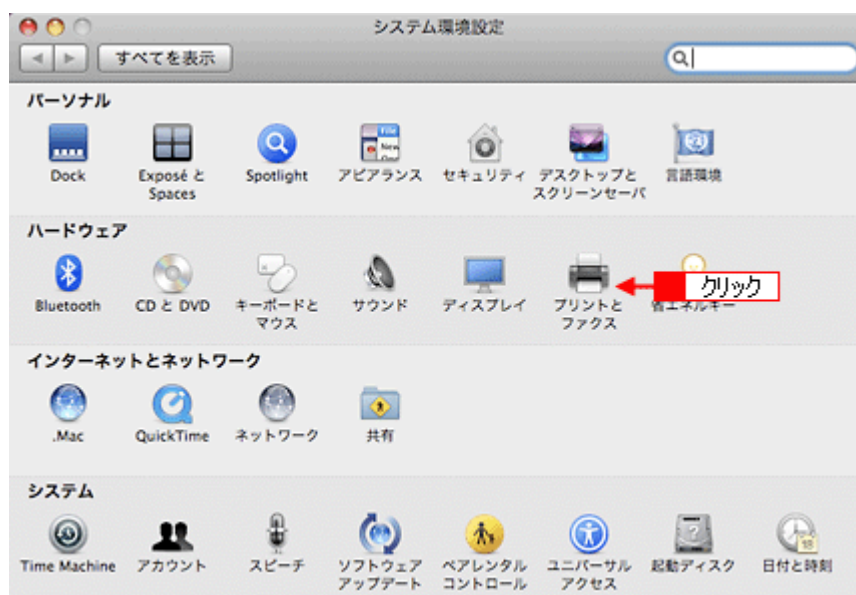 システム環境設定
すべてを表示
パーソナル
Dock
Exposé と
Spaces
Spotlight
アピアランス
セキュリティ
デスクトップと
スクリーンセーバ
言語環境
ハードウェア
Bluetooth
CD と DVD
キーボードと
マウス
サウンド
ディスプレイ
プリントと
ファクス
クリック
省エネルギー
インターネットとネットワーク
.Mac
QuickTime
ネットワーク
共有
システム
Time Machine
アカウント
スピーチ
ソフトウェア
アップデート
ペアレンタル
コントロール
ユニバーサル
アクセス
起動ディスク
日付と時刻